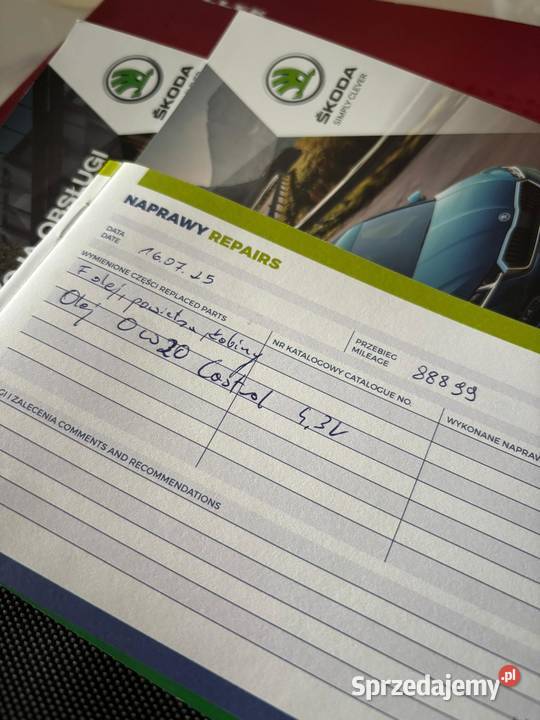 ŠKODA
ŠKODA
SIMPLY CLEVER
OBSŁUGI
NAPRAWY REPAIRS
DATA
DATE
16.07.25
PRZEBIEG
MILEAGE
88899
WYMIENIONE CZĘŚCI REPLACED PARTS
NR KATALOGOWY CATALOGUE NO.
WYKONANE NAPRAW
F. olej + powietrza, kabiny
Olej 0W20 Castrol 4,3L
GI I ZALECENIA COMMENTS AND RECOMMENDATIONS
Sprzedajemy.pl